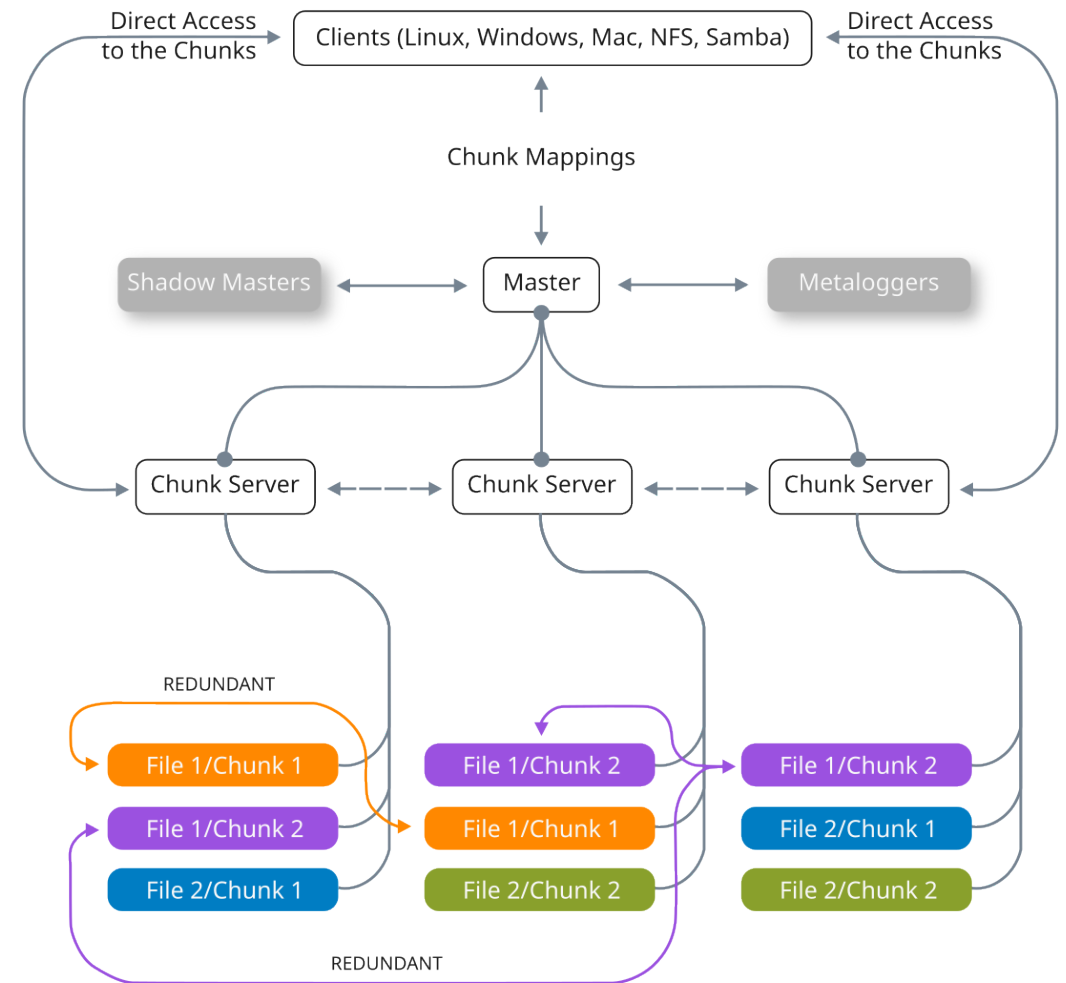 Direct Access
to the Chunks
Clients (Linux, Windows, Mac, NFS, Samba)
Direct Access
to the Chunks
Chunk Mappings
Shadow Masters
Master
Metaloggers
Chunk Server
Chunk Server
Chunk Server
REDUNDANT
File 1/Chunk 1
File 1/Chunk 2
File 1/Chunk 2
File 1/Chunk 2
File 1/Chunk 1
File 2/Chunk 1
File 2/Chunk 1
File 2/Chunk 2
File 2/Chunk 2
REDUNDANT